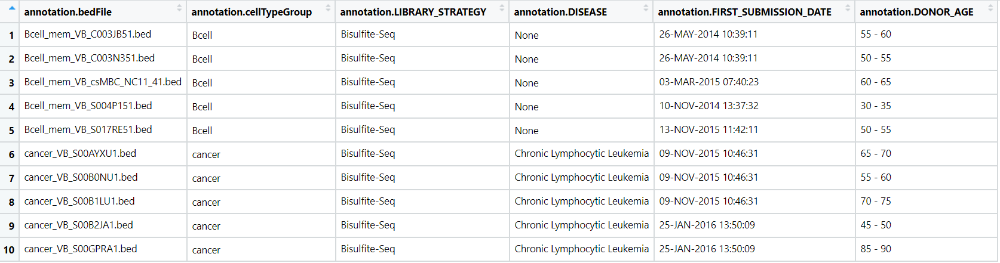 annotation.bedFile annotation.cellTypeGroup annotation.LIBRARY_STRATEGY annotation.DISEASE annotation.FIRST_SUBMISSION_DATE annotation.DONOR_AGE
1 Bcell_mem_VB_C003JB51.bed Bcell Bisulfite-Seq None 26-MAY-2014 10:39:11 55 - 60
2 Bcell_mem_VB_C003N351.bed Bcell Bisulfite-Seq None 26-MAY-2014 10:39:11 50 - 55
3 Bcell_mem_VB_csMBC_NC11_41.bed Bcell Bisulfite-Seq None 03-MAR-2015 07:40:23 60 - 65
4 Bcell_mem_VB_S004P151.bed Bcell Bisulfite-Seq None 10-NOV-2014 13:37:32 30 - 35
5 Bcell_mem_VB_S017RE51.bed Bcell Bisulfite-Seq None 13-NOV-2015 11:42:11 50 - 55
6 cancer_VB_S00AYXU1.bed cancer Bisulfite-Seq Chronic Lymphocytic Leukemia 09-NOV-2015 10:46:31 65 - 70
7 cancer_VB_S00B0NU1.bed cancer Bisulfite-Seq Chronic Lymphocytic Leukemia 09-NOV-2015 10:46:31 55 - 60
8 cancer_VB_S00B1LU1.bed cancer Bisulfite-Seq Chronic Lymphocytic Leukemia 09-NOV-2015 10:46:31 70 - 75
9 cancer_VB_S00B2JA1.bed cancer Bisulfite-Seq Chronic Lymphocytic Leukemia 25-JAN-2016 13:50:09 45 - 50
10 cancer_VB_S00GPRA1.bed cancer Bisulfite-Seq Chronic Lymphocytic Leukemia 25-JAN-2016 13:50:09 85 - 90